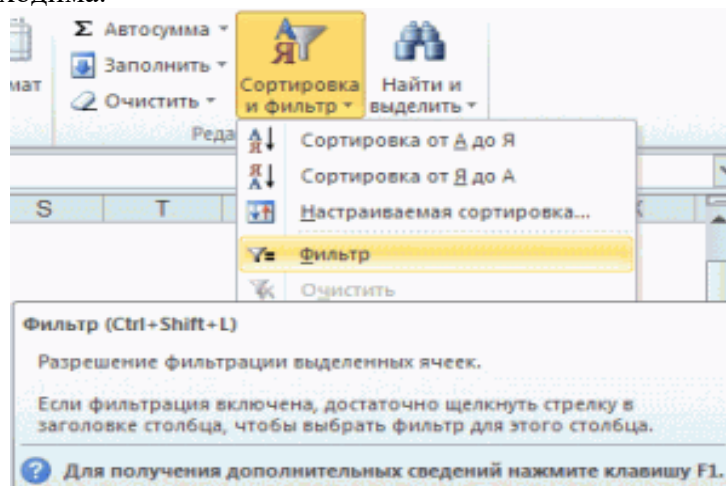 Σ Автосумма
Заполнить
Очистить
Сортировка
и фильтр
Найти и
выделить
Сортировка от А до Я
Сортировка от Я до А
Настраиваемая сортировка...
S T
Фильтр
Очистить
Фильтр (Ctrl+Shift+L)
Разрешение фильтрации выделенных ячеек.
Если фильтрация включена, достаточно щелкнуть стрелку в
заголовке столбца, чтобы выбрать фильтр для этого столбца.
Для получения дополнительных сведений нажмите клавишу F1.